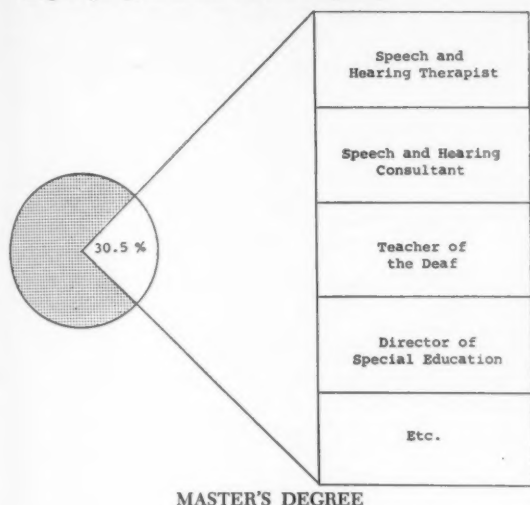 30.5 %
Speech and
Hearing Therapist
Speech and Hearing
Consultant
Teacher of
the Deaf
Director of
Special Education
Etc.
MASTER'S DEGREE